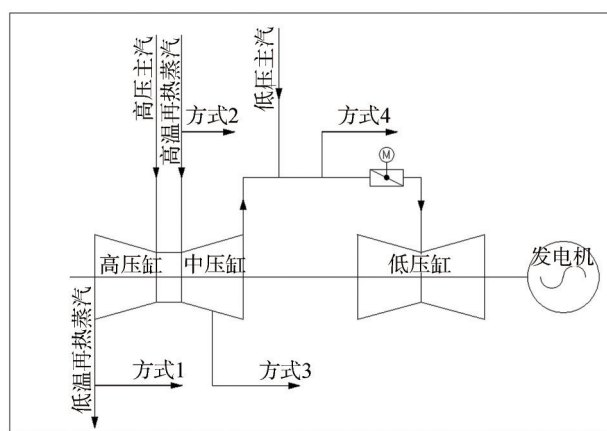 高压主汽
高温再热蒸汽
方式2
低压主汽
方式4
M
高压缸
中压缸
低压缸
发电机
低温再热蒸汽
方式1
方式3